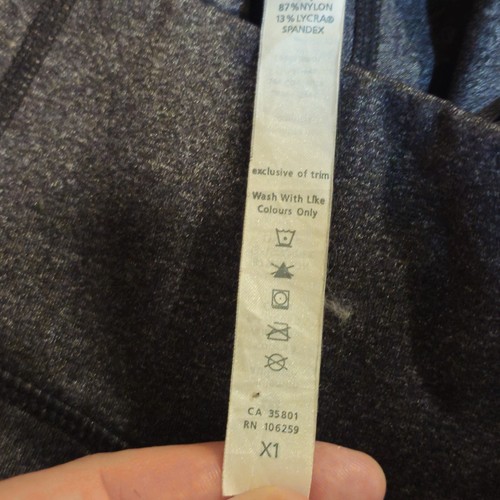 87%NYLON
13%LYCRA®
SPANDEX
exclusive of trim
Wash With Like
Colours Only
CA 35801
RN 106259
X1